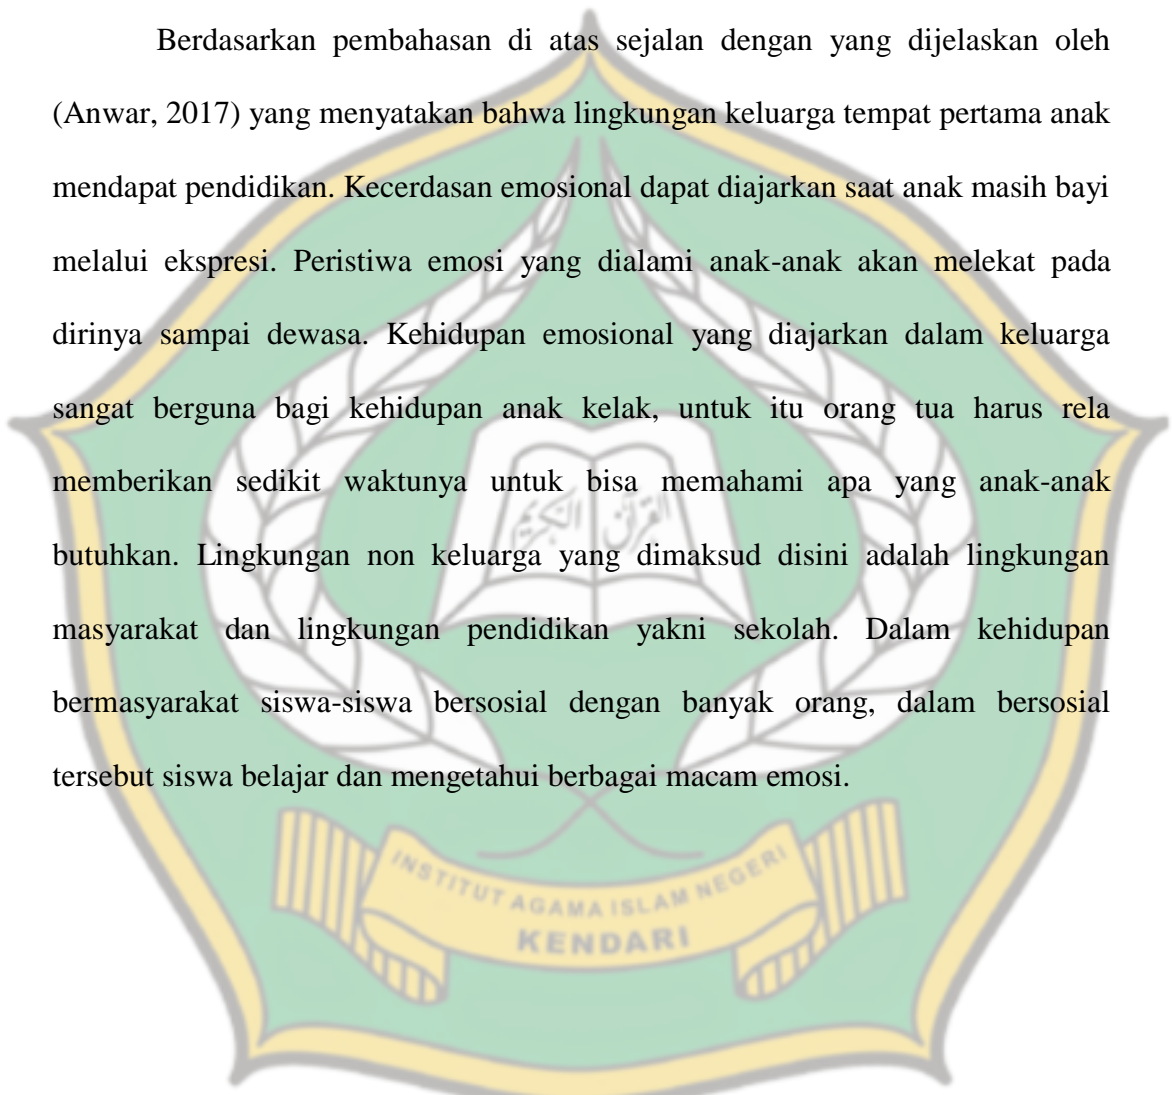 Berdasarkan pembahasan di atas sejalan dengan yang dijelaskan oleh
(Anwar, 2017) yang menyatakan bahwa lingkungan keluarga tempat pertama anak
mendapat pendidikan. Kecerdasan emosional dapat diajarkan saat anak masih bayi
melalui ekspresi. Peristiwa emosi yang dialami anak-anak akan melekat pada
dirinya sampai dewasa. Kehidupan emosional yang diajarkan dalam keluarga
sangat berguna bagi kehidupan anak kelak, untuk itu orang tua harus rela
memberikan sedikit waktunya untuk bisa memahami apa yang anak-anak
butuhkan. Lingkungan non keluarga yang dimaksud disini adalah lingkungan
masyarakat dan lingkungan pendidikan yakni sekolah. Dalam kehidupan
bermasyarakat siswa-siswa bersosial dengan banyak orang, dalam bersosial
tersebut siswa belajar dan mengetahui berbagai macam emosi.
القرآن الكريم
INSTITUT AGAMA ISLAM NEGERI
KENDARI